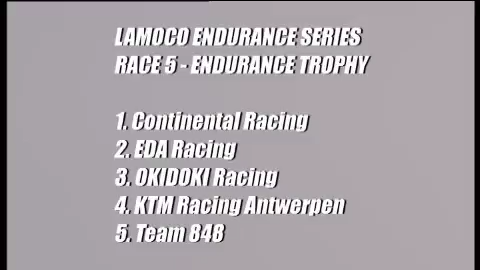 LAMOCO ENDURANCE SERIES
RACE 5 - ENDURANCE TROPHY
1. Continental Racing
2. EDA Racing
3. OKIDOKI Racing
4. KTM Racing Antwerpen
5. Team 848